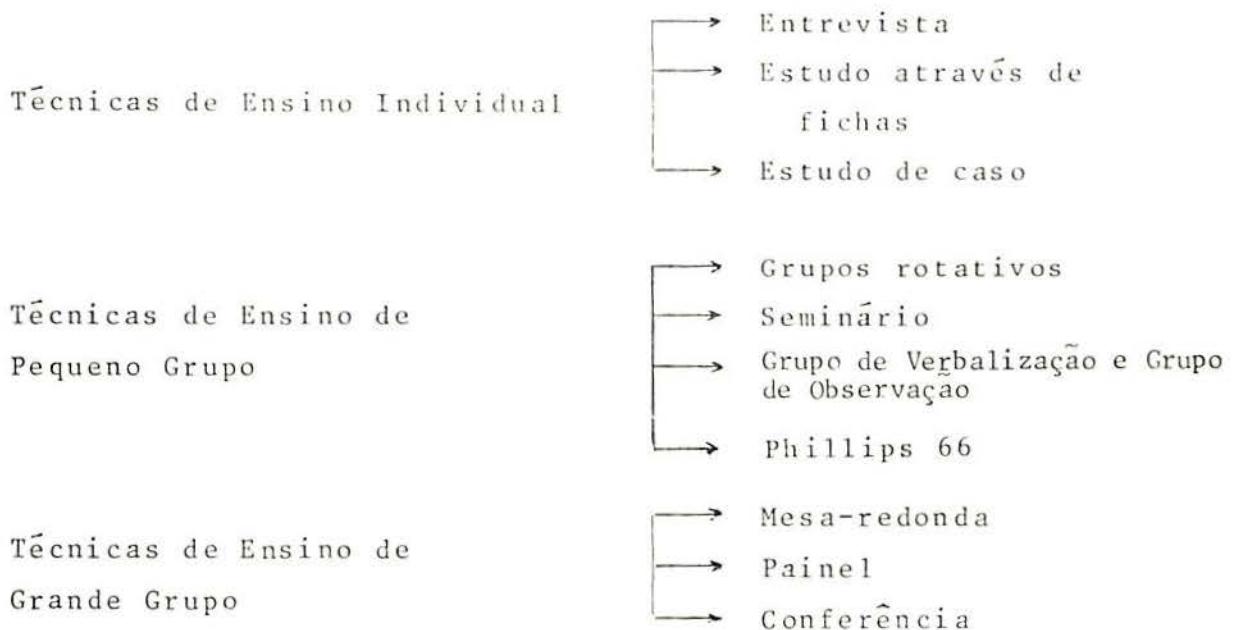 Técnicas de Ensino Individual
Entrevista
Estudo através de
fichas
Estudo de caso
Técnicas de Ensino de
Pequeno Grupo
Grupos rotativos
Seminário
Grupo de Verbalização e Grupo
de Observação
Phillips 66
Técnicas de Ensino de
Grande Grupo
Mesa-redonda
Painel
Conferência